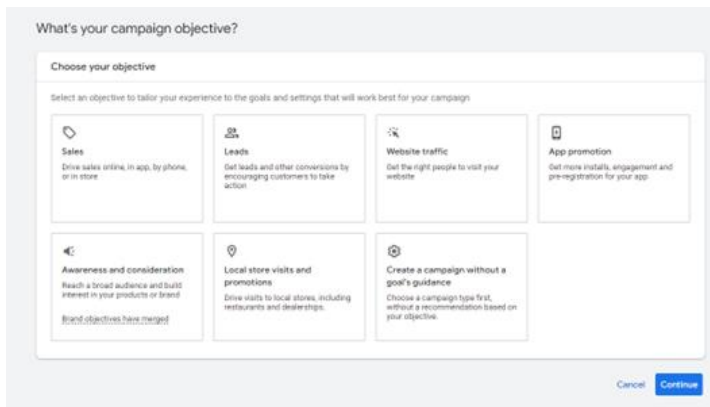 What's your campaign objective?
Choose your objective
Select an objective to tailor your experience to the goals and settings that will work best for your campaign
Sales
Drive sales online, in app, by phone,
or in store
Leads
Get leads and other conversions by
encouraging customers to take
action
Website traffic
Get the right people to visit your
website
App promotion
Get more installs, engagement and
pre-registration for your app
Awareness and consideration
Reach a broad audience and build
interest in your products or brand
Brand objectives have merged
Local store visits and
promotions
Drive visits to local stores, including
restaurants and dealerships.
Create a campaign without a
goal's guidance
Choose a campaign type first,
without a recommendation based on
your objective.
Cancel
Continue